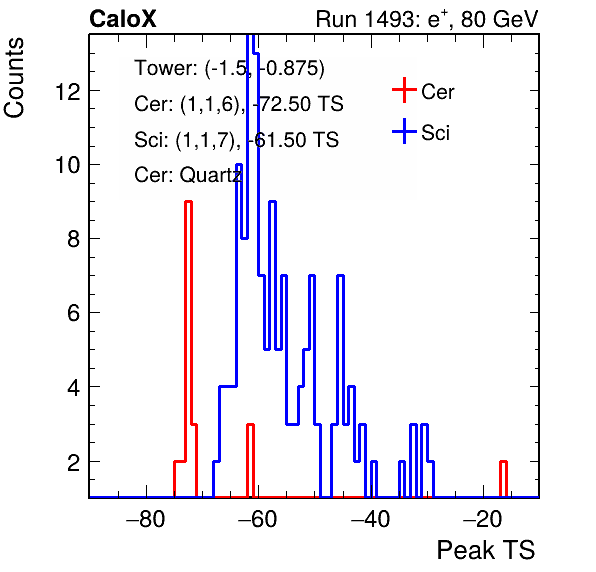 CaloX Run 1493: e⁺, 80 GeV
Counts
Tower: (-1.5, -0.875)
Cer: (1,1,6), -72.50 TS
Sci: (1,1,7), -61.50 TS
Cer: Quartz
Cer
Sci
12
10
8
6
4
2
−80 −60 −40 −20
Peak TS